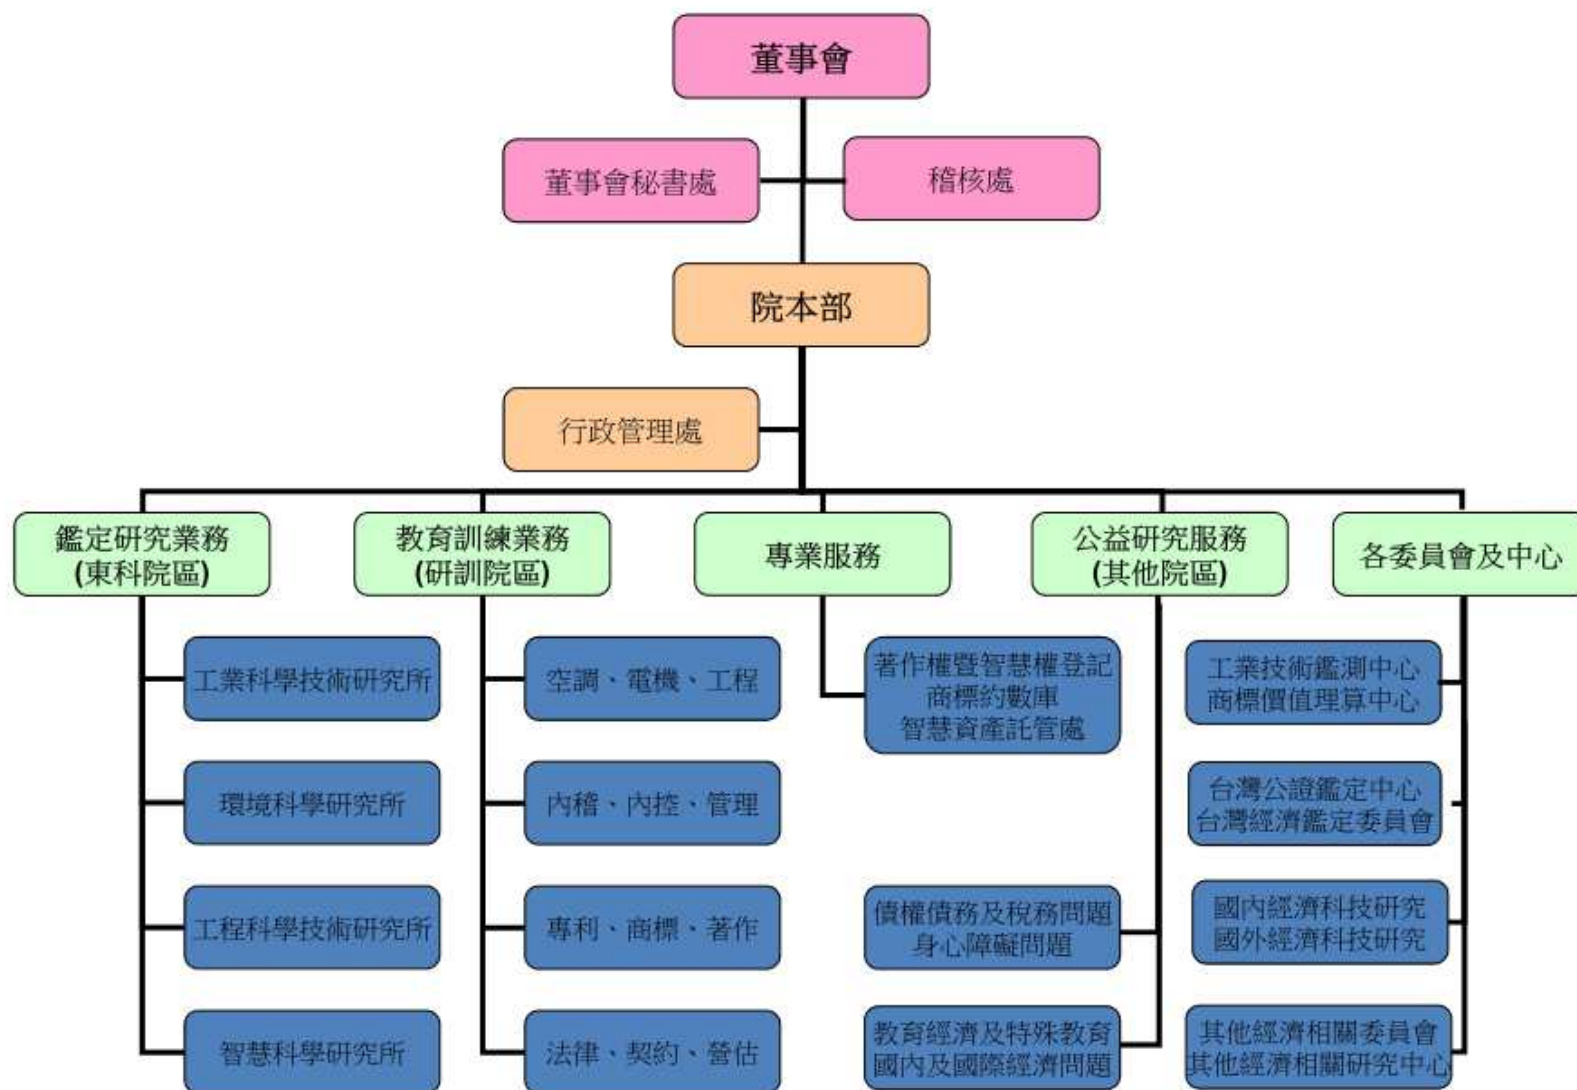 董事會
董事會秘書處
稽核處
院本部
行政管理處
鑑定研究業務
(東科院區)
教育訓練業務
(研訓院區)
專業服務
公益研究服務
(其他院區)
各委員會及中心
工業科學技術研究所
環境科學研究所
工程科學技術研究所
智慧科學研究所
空調、電機、工程
內稽、內控、管理
專利、商標、著作
法律、契約、營估
著作權暨智慧權登記
商標約數庫
智慧資產託管處
債權債務及稅務問題
身心障礙問題
教育經濟及特殊教育
國內及國際經濟問題
工業技術鑑測中心
商標價值理算中心
台灣公證鑑定中心
台灣經濟鑑定委員會
國內經濟科技研究
國外經濟科技研究
其他經濟相關委員會
其他經濟相關研究中心